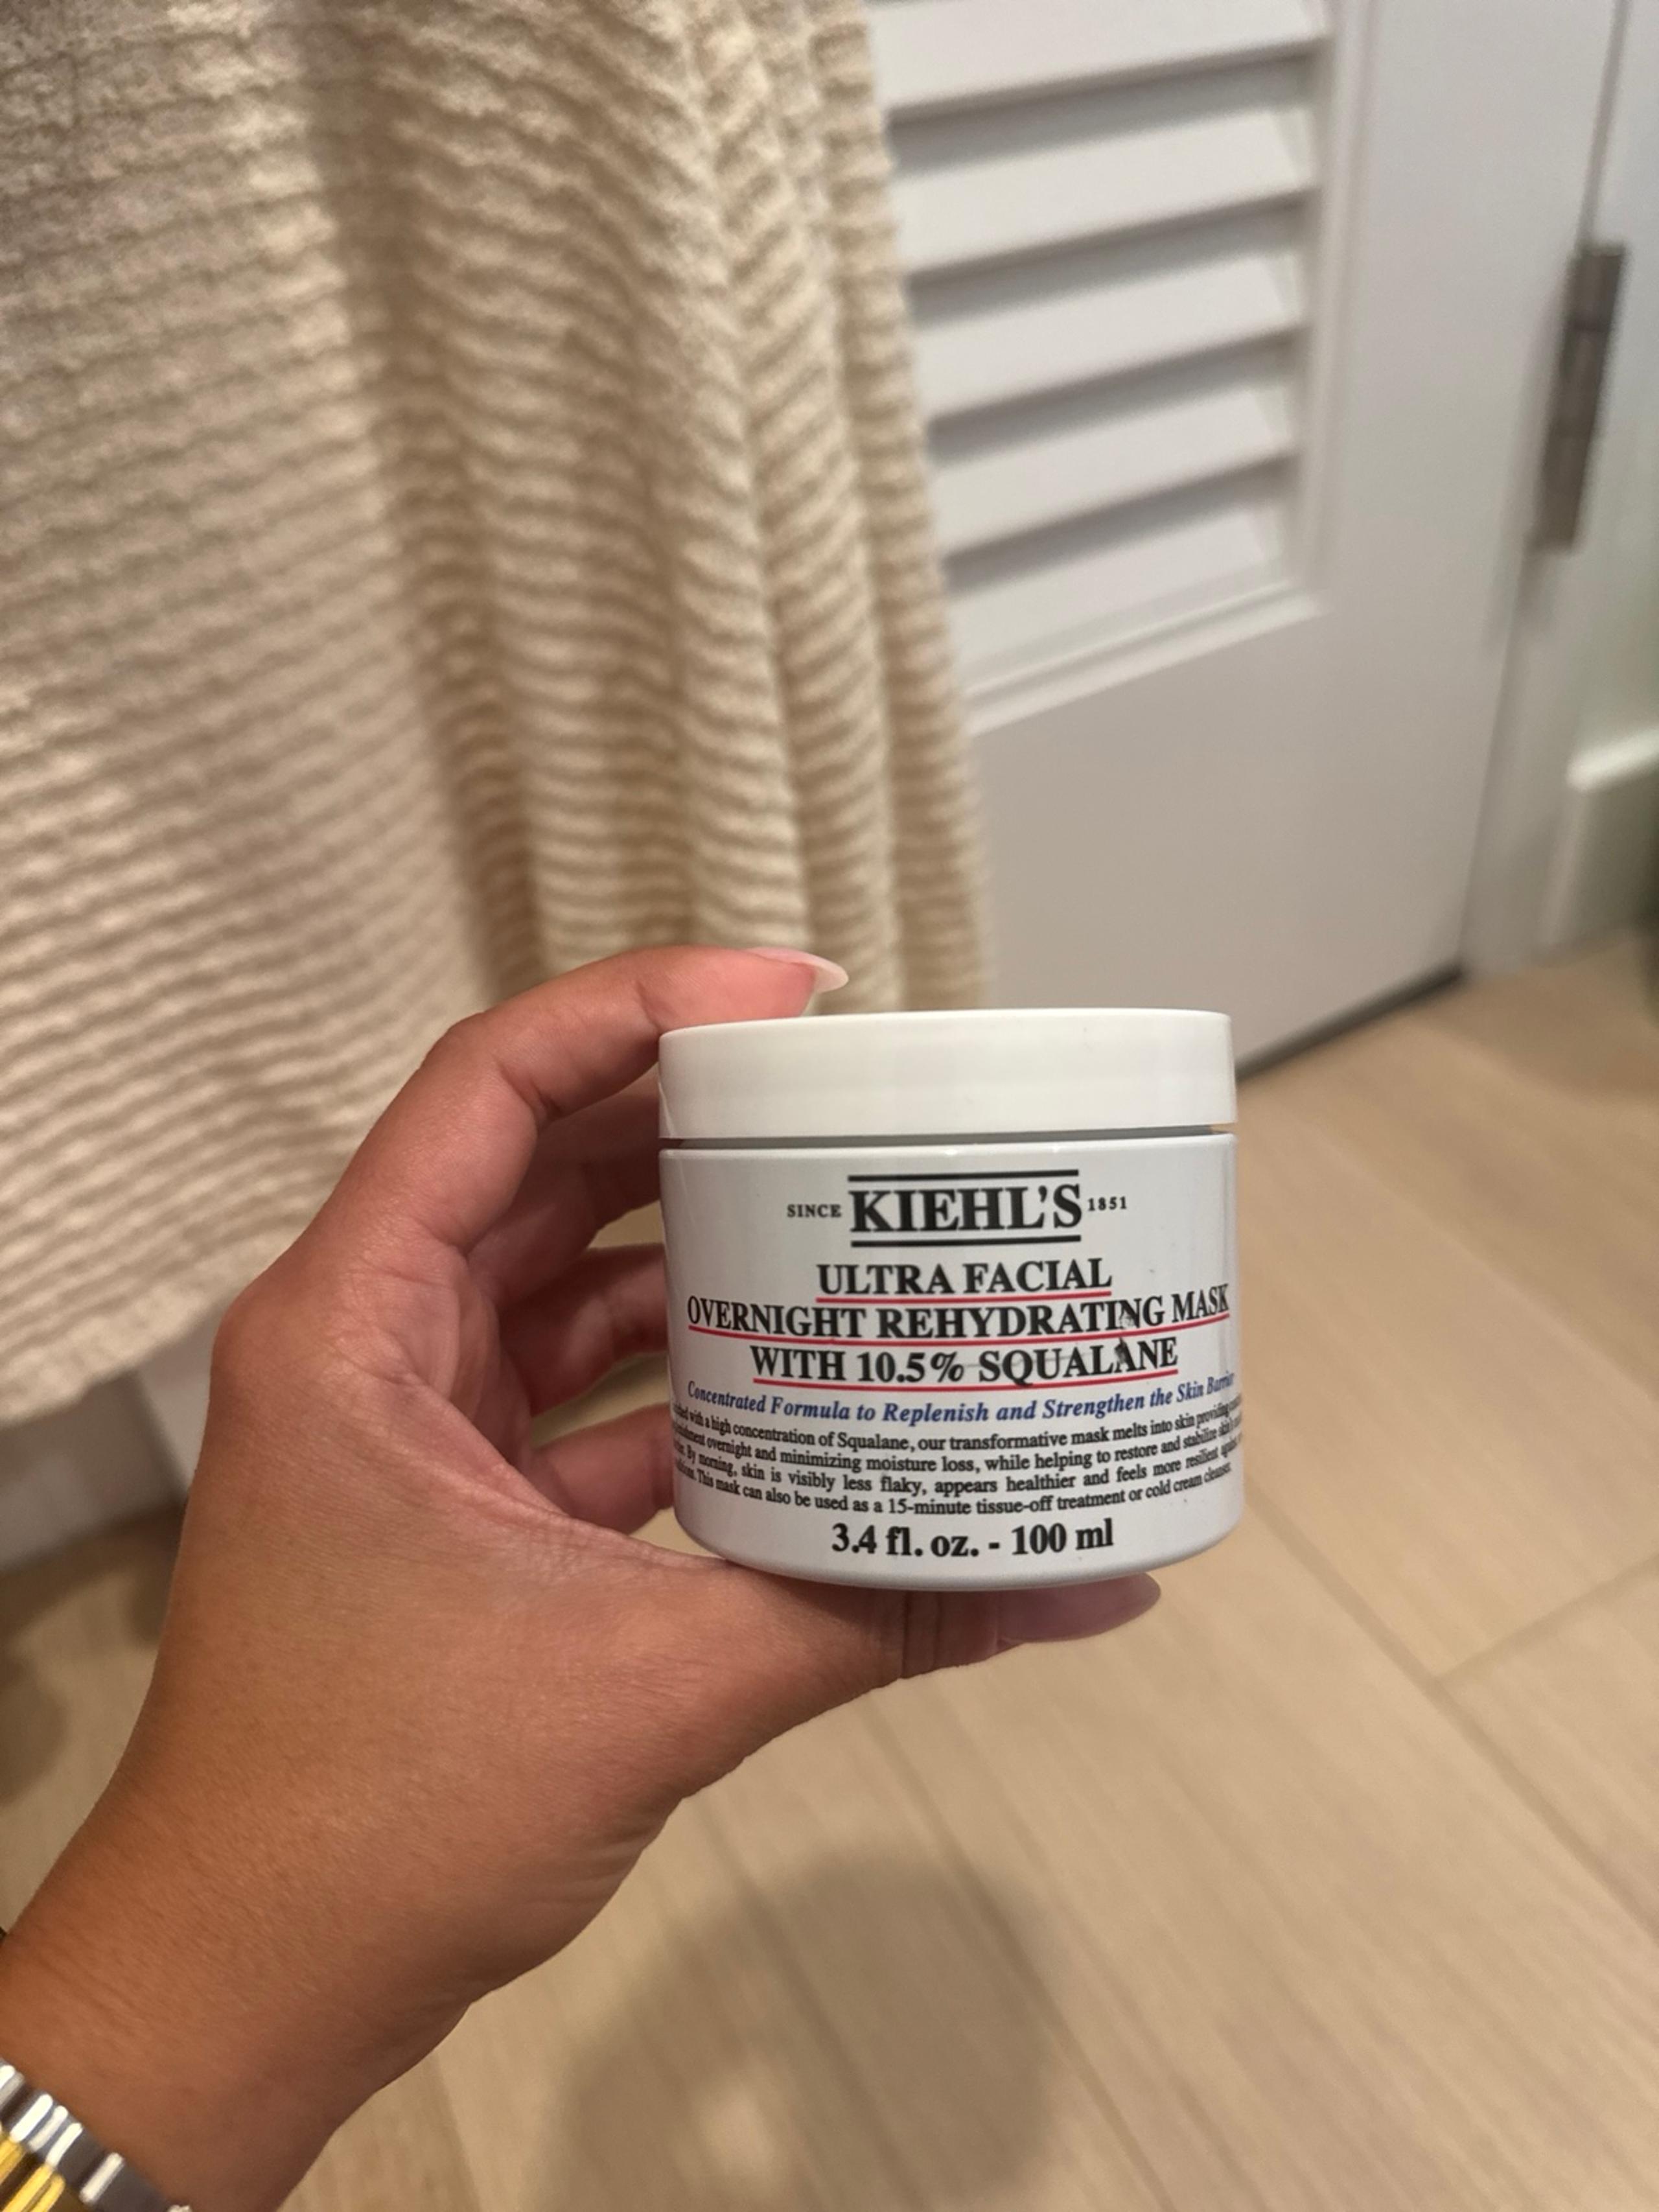 SINCE KIEHL'S 1851
ULTRA FACIAL
OVERNIGHT REHYDRATING MASK
WITH 10.5% SQUALANE
Concentrated Formula to Replenish and Strengthen the Skin Barrier
with a high concentration of Squalane, our transformative mask melts into skin providing
overnight and minimizing moisture loss, while helping to restore and stabilize skin's
By morning, skin is visibly less flaky, appears healthier and feels more resilient against
This mask can also be used as a 15-minute tissue-off treatment or cold cream cleanser.
3.4 fl. oz. - 100 ml